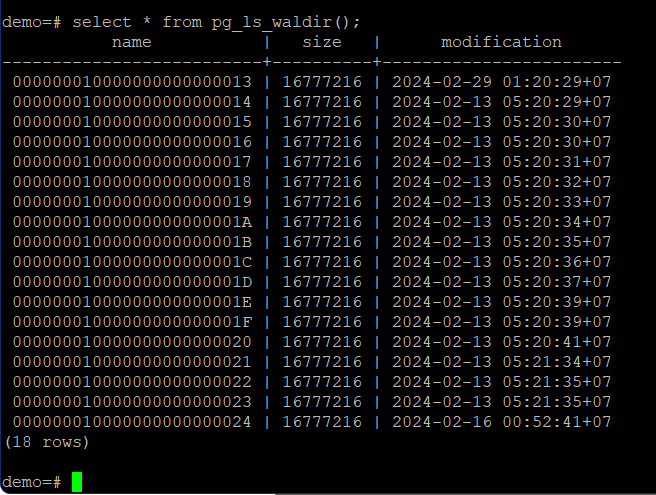 demo=# select * from pg_ls_waldir();
           name           |   size   |      modification
--------------------------+----------+------------------------
 000000010000000000000013 | 16777216 | 2024-02-29 01:20:29+07
 000000010000000000000014 | 16777216 | 2024-02-13 05:20:29+07
 000000010000000000000015 | 16777216 | 2024-02-13 05:20:30+07
 000000010000000000000016 | 16777216 | 2024-02-13 05:20:30+07
 000000010000000000000017 | 16777216 | 2024-02-13 05:20:31+07
 000000010000000000000018 | 16777216 | 2024-02-13 05:20:32+07
 000000010000000000000019 | 16777216 | 2024-02-13 05:20:33+07
 00000001000000000000001A | 16777216 | 2024-02-13 05:20:34+07
 00000001000000000000001B | 16777216 | 2024-02-13 05:20:35+07
 00000001000000000000001C | 16777216 | 2024-02-13 05:20:36+07
 00000001000000000000001D | 16777216 | 2024-02-13 05:20:37+07
 00000001000000000000001E | 16777216 | 2024-02-13 05:20:39+07
 00000001000000000000001F | 16777216 | 2024-02-13 05:20:39+07
 000000010000000000000020 | 16777216 | 2024-02-13 05:20:41+07
 000000010000000000000021 | 16777216 | 2024-02-13 05:21:34+07
 000000010000000000000022 | 16777216 | 2024-02-13 05:21:35+07
 000000010000000000000023 | 16777216 | 2024-02-13 05:21:35+07
 000000010000000000000024 | 16777216 | 2024-02-16 00:52:41+07
(18 rows)
demo=#